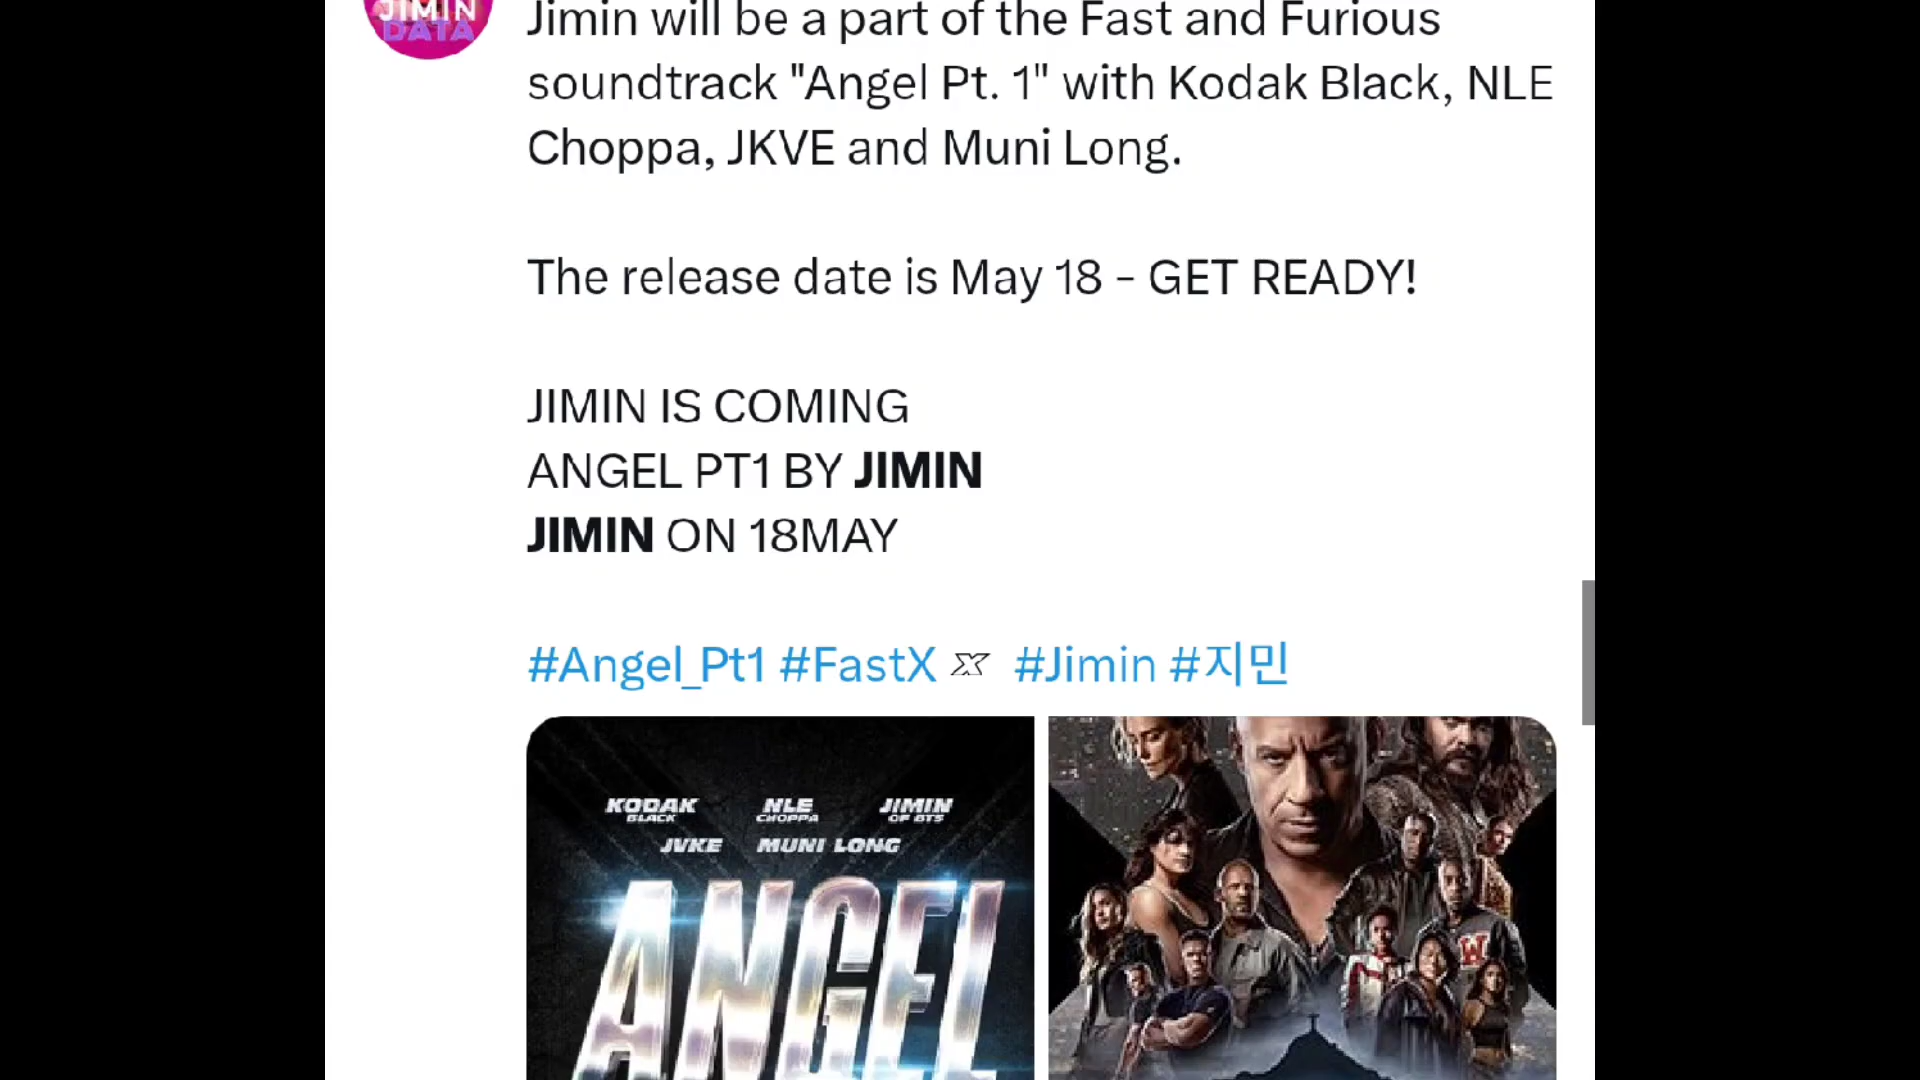 JIMIN
DATA
Jimin will be a part of the Fast and Furious
soundtrack "Angel Pt. 1" with Kodak Black, NLE
Choppa, JKVE and Muni Long.
The release date is May 18 - GET READY!
JIMIN IS COMING
ANGEL PT1 BY JIMIN
JIMIN ON 18MAY
#Angel_Pt1 #FastX X #Jimin #지민
KODAK BLACK NLE CHOPPA JIMIN OF BTS
JVKE MUNI LONG
ANGEL
W